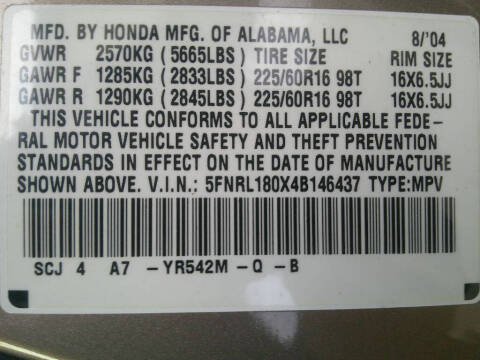 MFD. BY HONDA MFG. OF ALABAMA, LLC 8/'04
GVWR 2570KG (5665LBS) TIRE SIZE RIM SIZE
GAWR F 1285KG (2833LBS) 225/60R16 98T 16X6.5JJ
GAWR R 1290KG (2845LBS) 225/60R16 98T 16X6.5JJ
THIS VEHICLE CONFORMS TO ALL APPLICABLE FEDE-
RAL MOTOR VEHICLE SAFETY AND THEFT PREVENTION
STANDARDS IN EFFECT ON THE DATE OF MANUFACTURE
SHOWN ABOVE. V.I.N.: 5FNRL180X4B146437 TYPE:MPV
SCJ 4 A7 -YR542M -Q -B